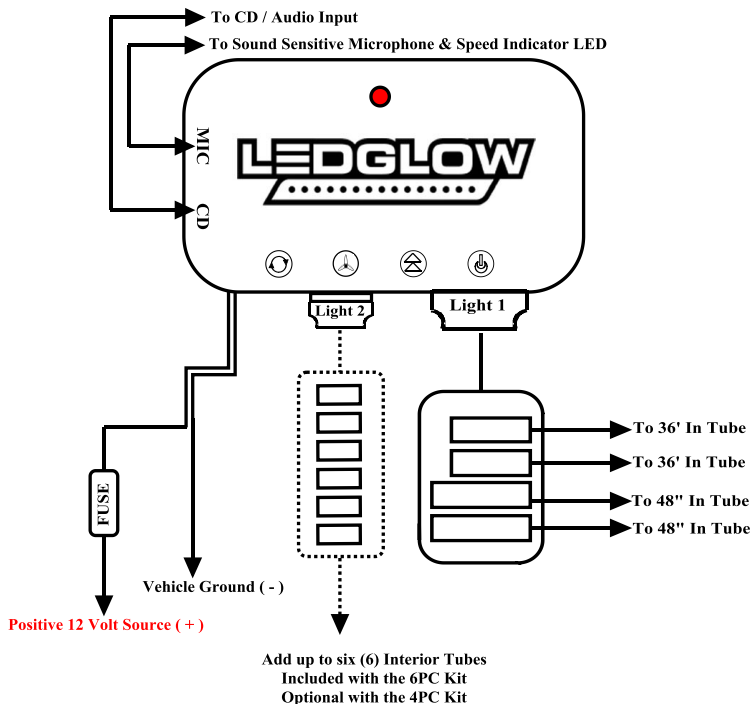 To CD / Audio Input
To Sound Sensitive Microphone & Speed Indicator LED
MIC
LEDGLOW
CD
Light 2
Light 1
To 36' In Tube
To 36' In Tube
To 48" In Tube
To 48" In Tube
FUSE
Vehicle Ground ( - )
Positive 12 Volt Source ( + )
Add up to six (6) Interior Tubes
Included with the 6PC Kit
Optional with the 4PC Kit